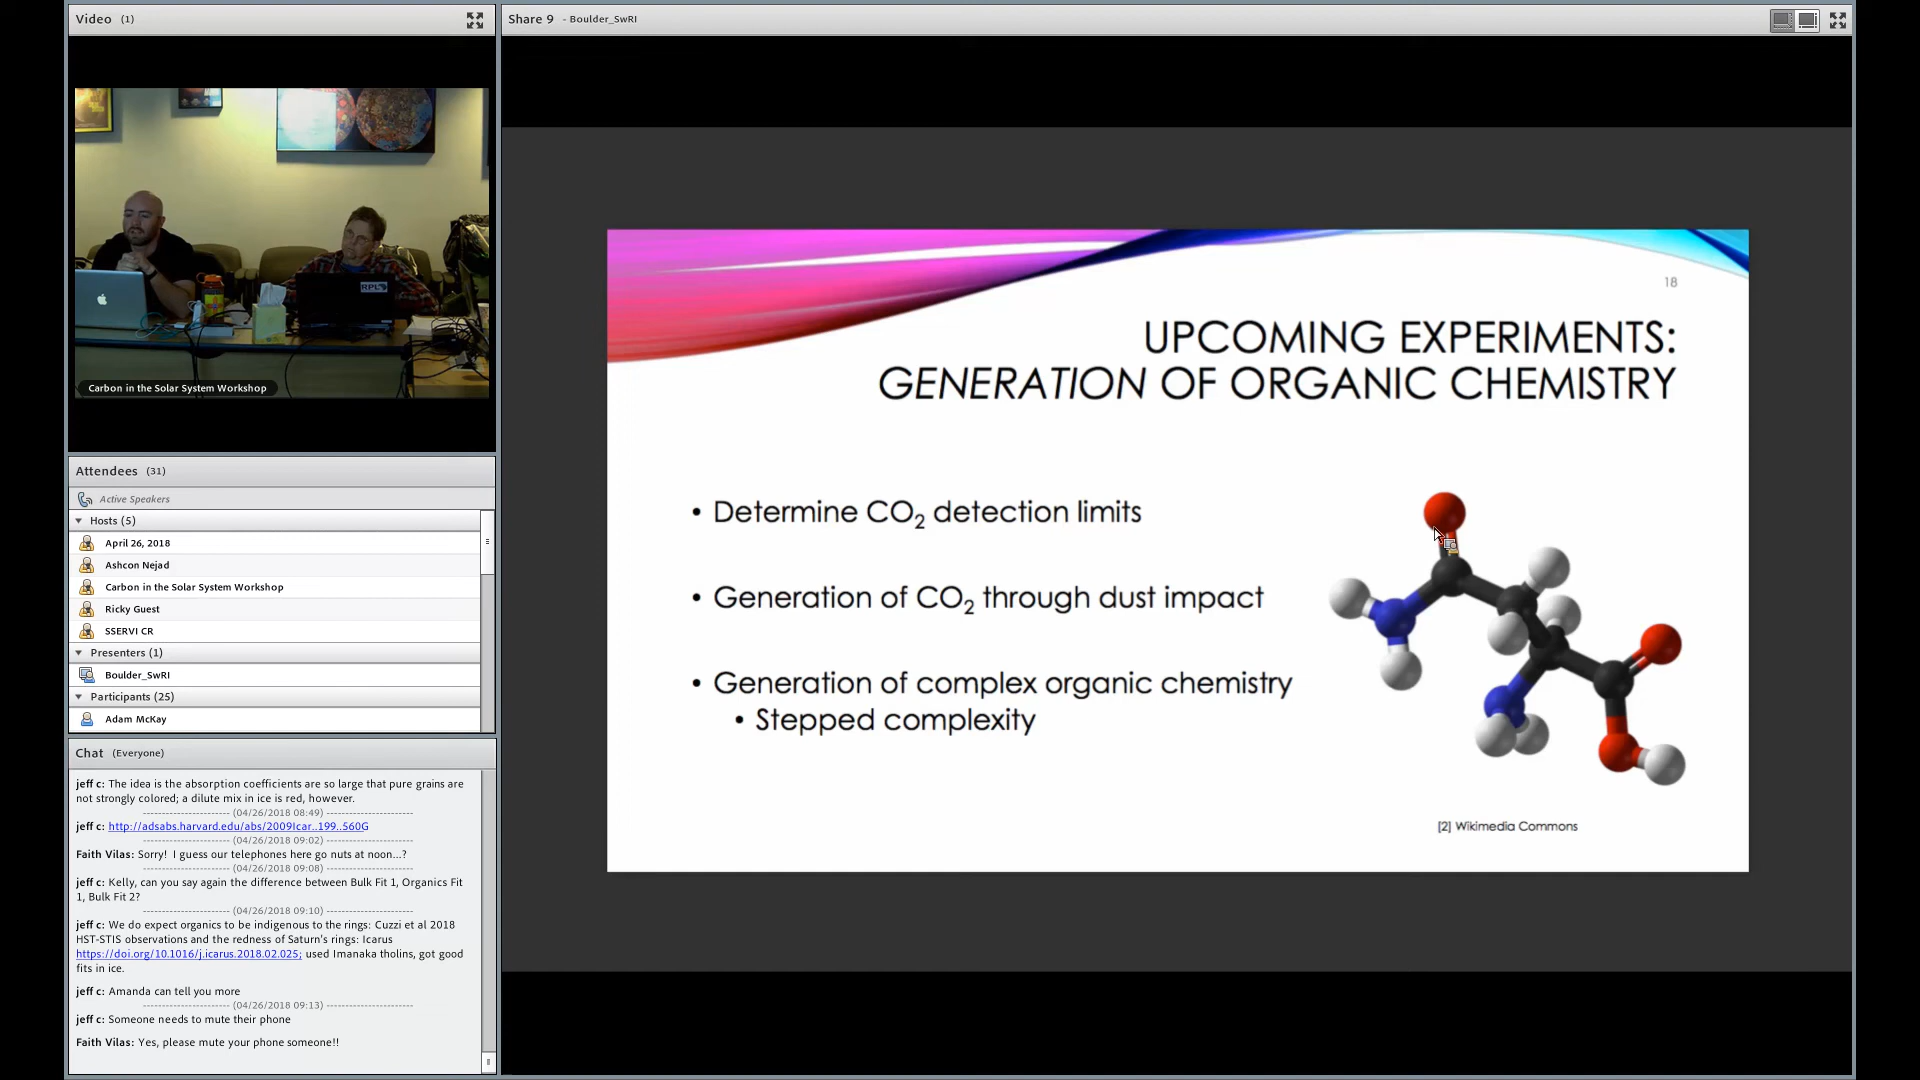 Video (1)
RPL
Carbon in the Solar System Workshop
Attendees (31)
Active Speakers
Hosts (5)
April 26, 2018
Ashcon Nejad
Carbon in the Solar System Workshop
Ricky Guest
SSERVI CR
Presenters (1)
Boulder_SwRI
Participants (25)
Adam McKay
Chat (Everyone)
jeff c: The idea is the absorption coefficients are so large that pure grains are
not strongly colored; a dilute mix in ice is red, however.
------------------- (04/26/2018 08:49) -------------------
jeff c: http://adsabs.harvard.edu/abs/2009Icar..199..560G
------------------- (04/26/2018 09:02) -------------------
Faith Vilas: Sorry! I guess our telephones here go nuts at noon...?
------------------- (04/26/2018 09:08) -------------------
jeff c: Kelly, can you say again the difference between Bulk Fit 1, Organics Fit
1, Bulk Fit 2?
------------------- (04/26/2018 09:10) -------------------
jeff c: We do expect organics to be indigenous to the rings: Cuzzi et al 2018
HST-STIS observations and the redness of Saturn's rings: Icarus
https://doi.org/10.1016/j.icarus.2018.02.025; used Imanaka tholins, got good
fits in ice.
jeff c: Amanda can tell you more
------------------- (04/26/2018 09:13) -------------------
jeff c: Someone needs to mute their phone
Faith Vilas: Yes, please mute your phone someone!!
Share 9 - Boulder_SwRI
18
UPCOMING EXPERIMENTS:
GENERATION OF ORGANIC CHEMISTRY
• Determine CO₂ detection limits
• Generation of CO₂ through dust impact
• Generation of complex organic chemistry
• Stepped complexity
[2] Wikimedia Commons